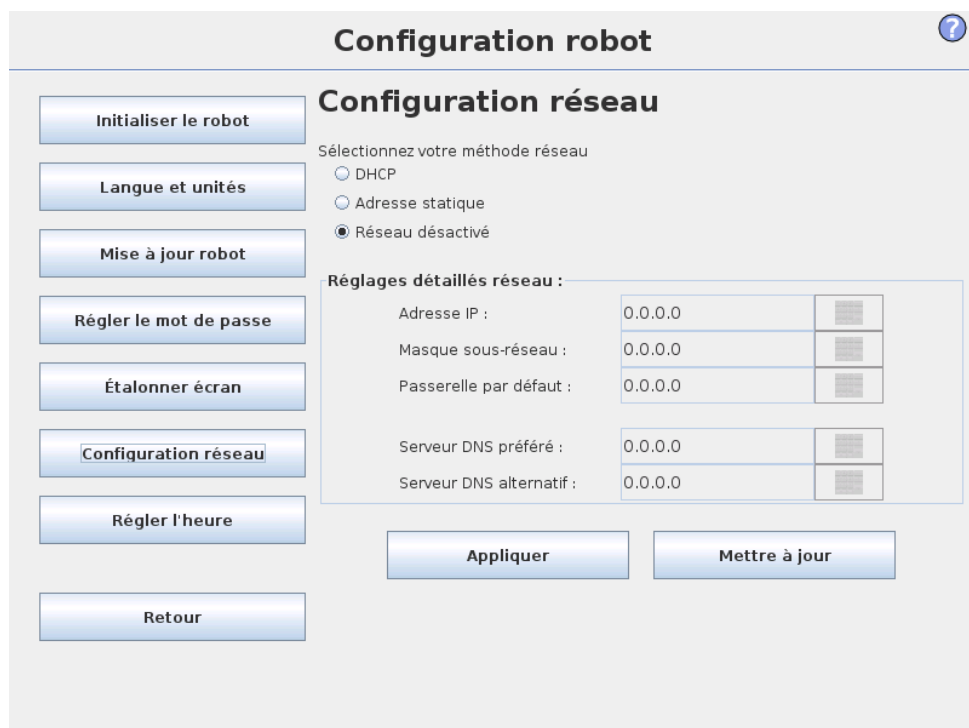 Configuration robot
?
Initialiser le robot
Langue et unités
Mise à jour robot
Régler le mot de passe
Étalonner écran
Configuration réseau
Régler l'heure
Retour
Configuration réseau
Sélectionnez votre méthode réseau
DHCP
Adresse statique
Réseau désactivé
Réglages détaillés réseau :
Adresse IP : 0.0.0.0
Masque sous-réseau : 0.0.0.0
Passerelle par défaut : 0.0.0.0
Serveur DNS préféré : 0.0.0.0
Serveur DNS alternatif : 0.0.0.0
Appliquer
Mettre à jour